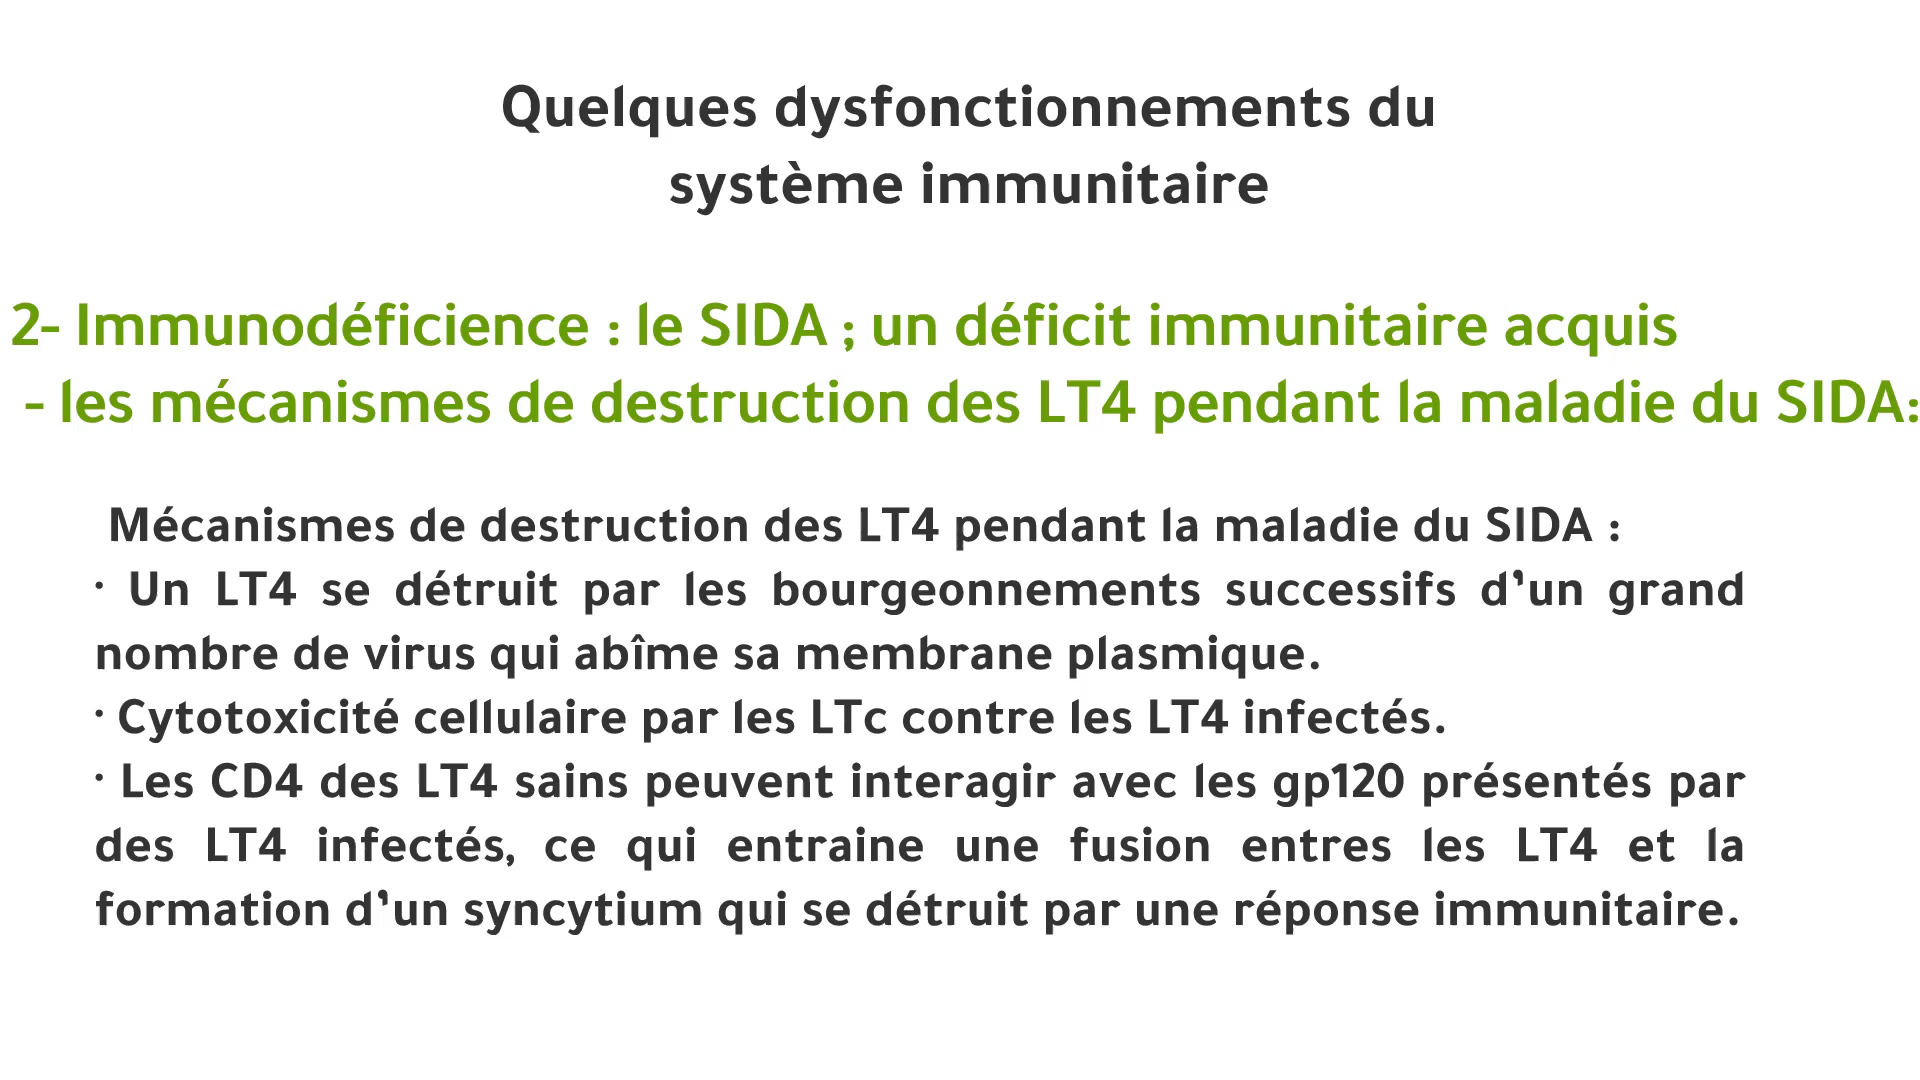 Quelques dysfonctionnements du
système immunitaire
2- Immunodéficience : le SIDA ; un déficit immunitaire acquis
- les mécanismes de destruction des LT4 pendant la maladie du SIDA:
Mécanismes de destruction des LT4 pendant la maladie du SIDA :
· Un LT4 se détruit par les bourgeonnements successifs d’un grand
nombre de virus qui abîme sa membrane plasmique.
· Cytotoxicité cellulaire par les LTc contre les LT4 infectés.
· Les CD4 des LT4 sains peuvent interagir avec les gp120 présentés par
des LT4 infectés, ce qui entraine une fusion entres les LT4 et la
formation d’un syncytium qui se détruit par une réponse immunitaire.